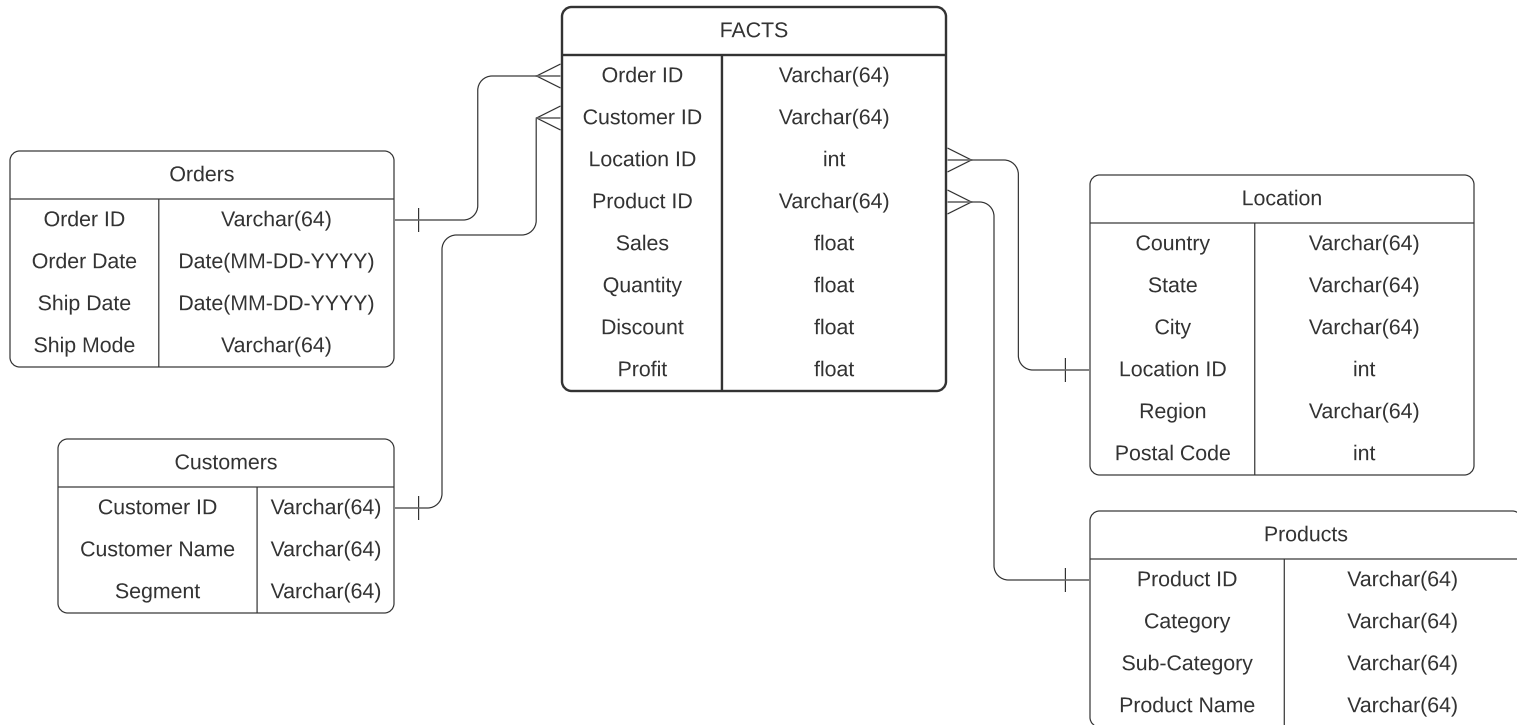 FACTS
Order ID Varchar(64)
Customer ID Varchar(64)
Location ID int
Product ID Varchar(64)
Sales float
Quantity float
Discount float
Profit float
Orders
Order ID Varchar(64)
Order Date Date(MM-DD-YYYY)
Ship Date Date(MM-DD-YYYY)
Ship Mode Varchar(64)
Customers
Customer ID Varchar(64)
Customer Name Varchar(64)
Segment Varchar(64)
Location
Country Varchar(64)
State Varchar(64)
City Varchar(64)
Location ID int
Region Varchar(64)
Postal Code int
Products
Product ID Varchar(64)
Category Varchar(64)
Sub-Category Varchar(64)
Product Name Varchar(64)